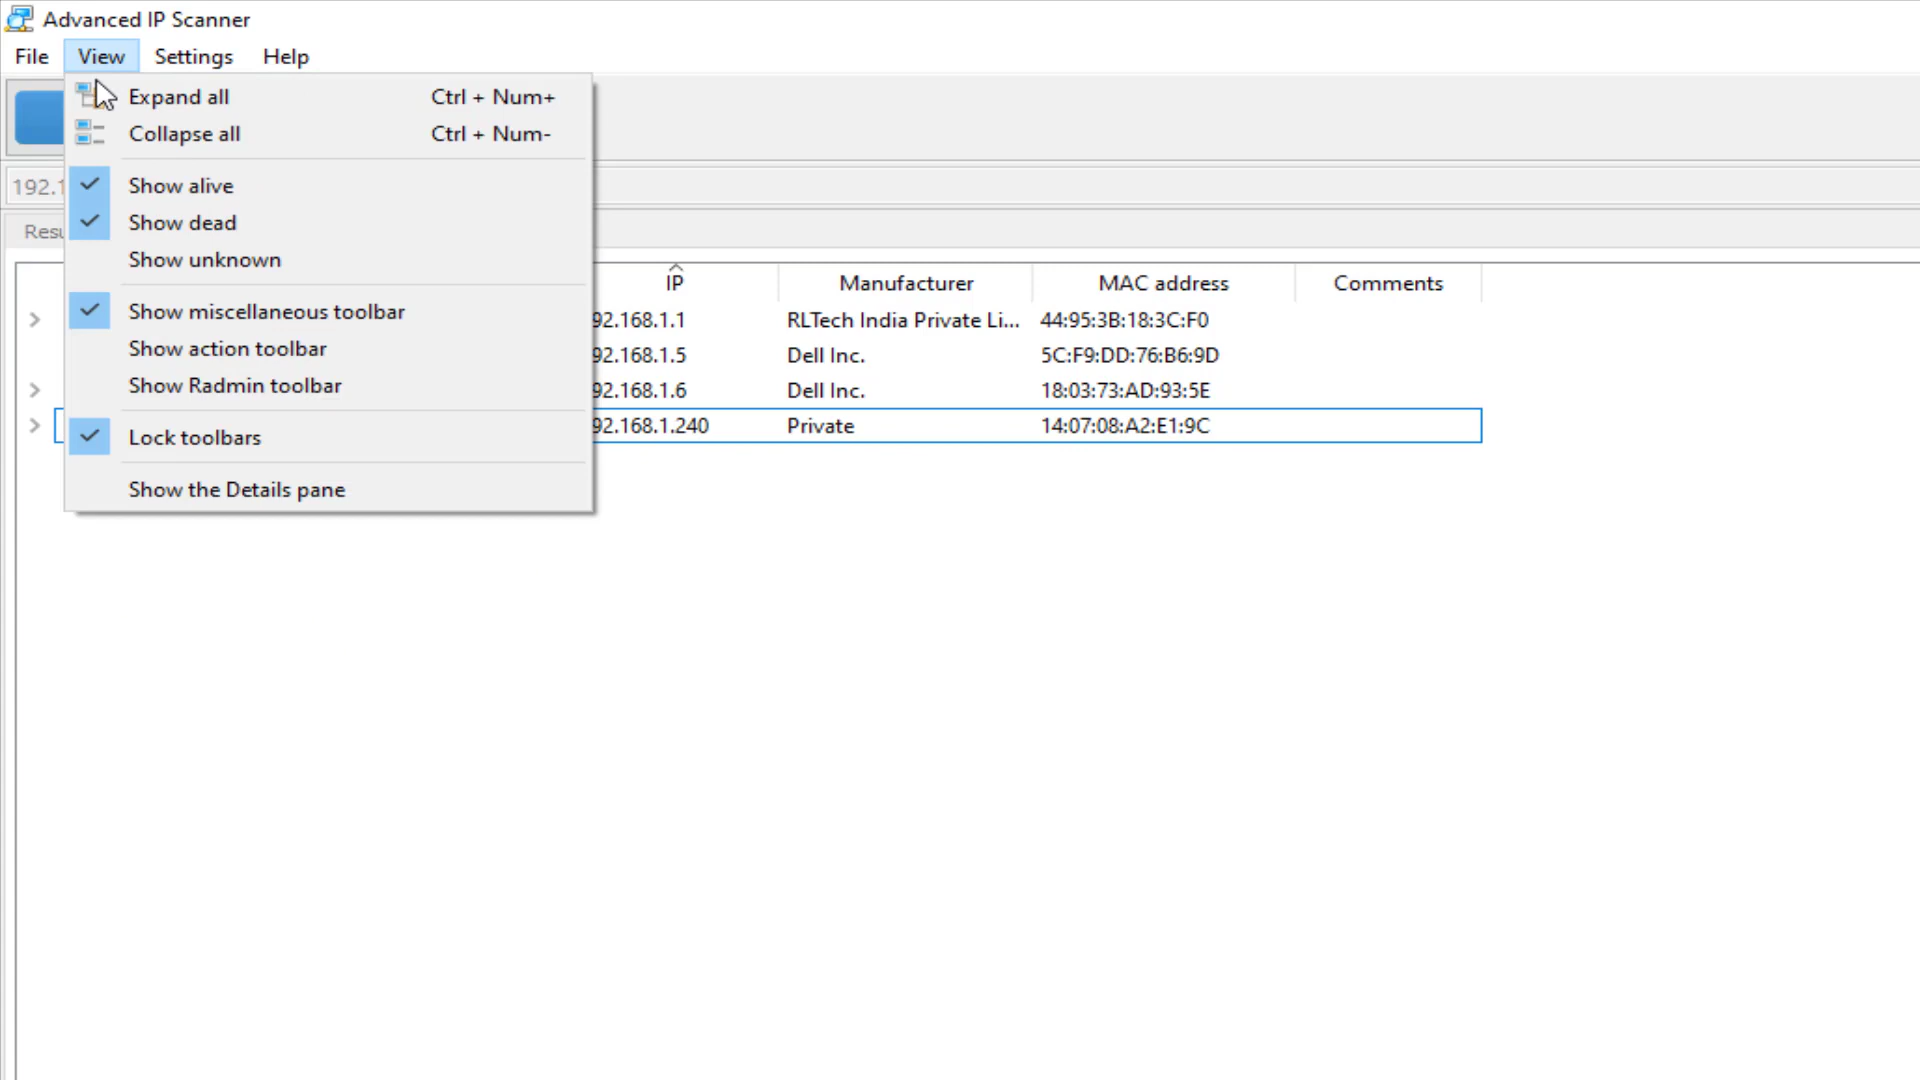 Advanced IP Scanner
File View Settings Help
Expand all Ctrl + Num+
Collapse all Ctrl + Num-
192.1
Show alive
Show dead
Resu
Show unknown
IP Manufacturer MAC address Comments
Show miscellaneous toolbar
92.168.1.1 RLTech India Private Li... 44:95:3B:18:3C:F0
Show action toolbar
92.168.1.5 Dell Inc. 5C:F9:DD:76:B6:9D
Show Radmin toolbar
92.168.1.6 Dell Inc. 18:03:73:AD:93:5E
Lock toolbars
92.168.1.240 Private 14:07:08:A2:E1:9C
Show the Details pane